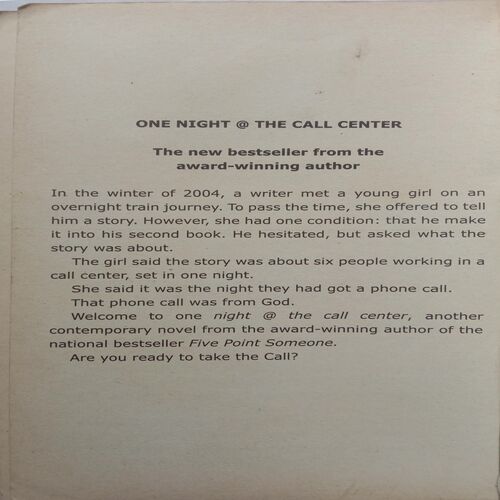 ONE NIGHT @ THE CALL CENTER
The new bestseller from the
award-winning author
In the winter of 2004, a writer met a young girl on an
overnight train journey. To pass the time, she offered to tell
him a story. However, she had one condition: that he make
it into his second book. He hesitated, but asked what the
story was about.
The girl said the story was about six people working in a
call center, set in one night.
She said it was the night they had got a phone call.
That phone call was from God.
Welcome to one night @ the call center, another
contemporary novel from the award-winning author of the
national bestseller Five Point Someone.
Are you ready to take the Call?